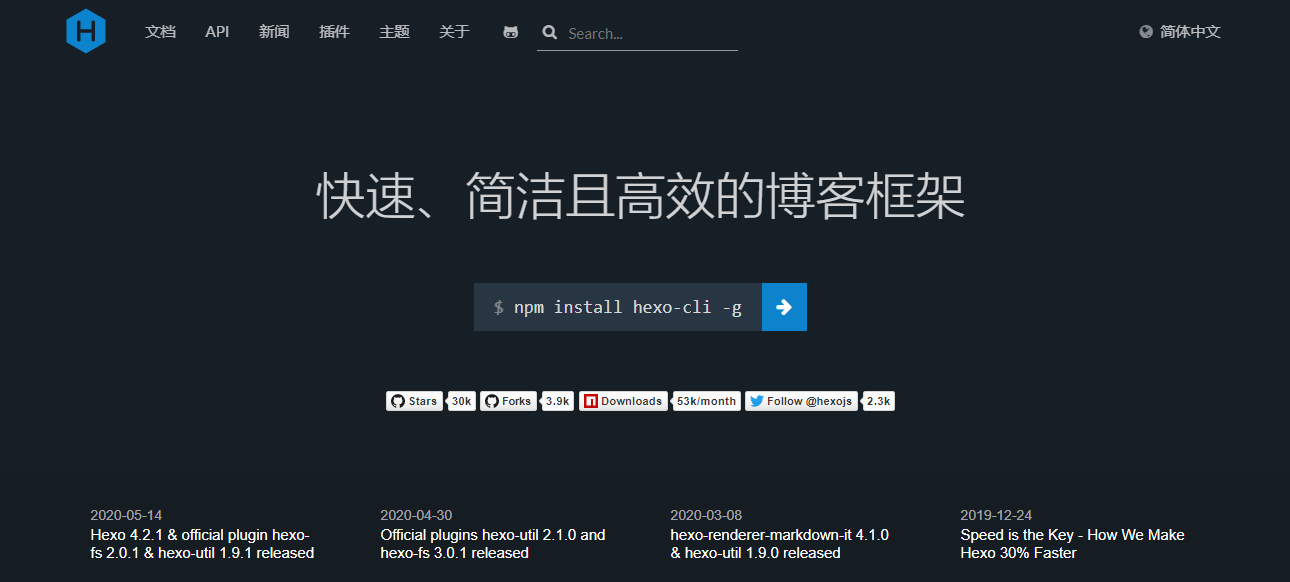 H 文档 API 新闻 插件 主题 关于 Search... 简体中文
快速、简洁且高效的博客框架
$ npm install hexo-cli -g
Stars 30k Forks 3.9k Downloads 53k/month Follow @hexojs 2.3k
2020-05-14
Hexo 4.2.1 & official plugin hexo-
fs 2.0.1 & hexo-util 1.9.1 released
2020-04-30
Official plugins hexo-util 2.1.0 and
hexo-fs 3.0.1 released
2020-03-08
hexo-renderer-markdown-it 4.1.0
& hexo-util 1.9.0 released
2019-12-24
Speed is the Key - How We Make
Hexo 30% Faster